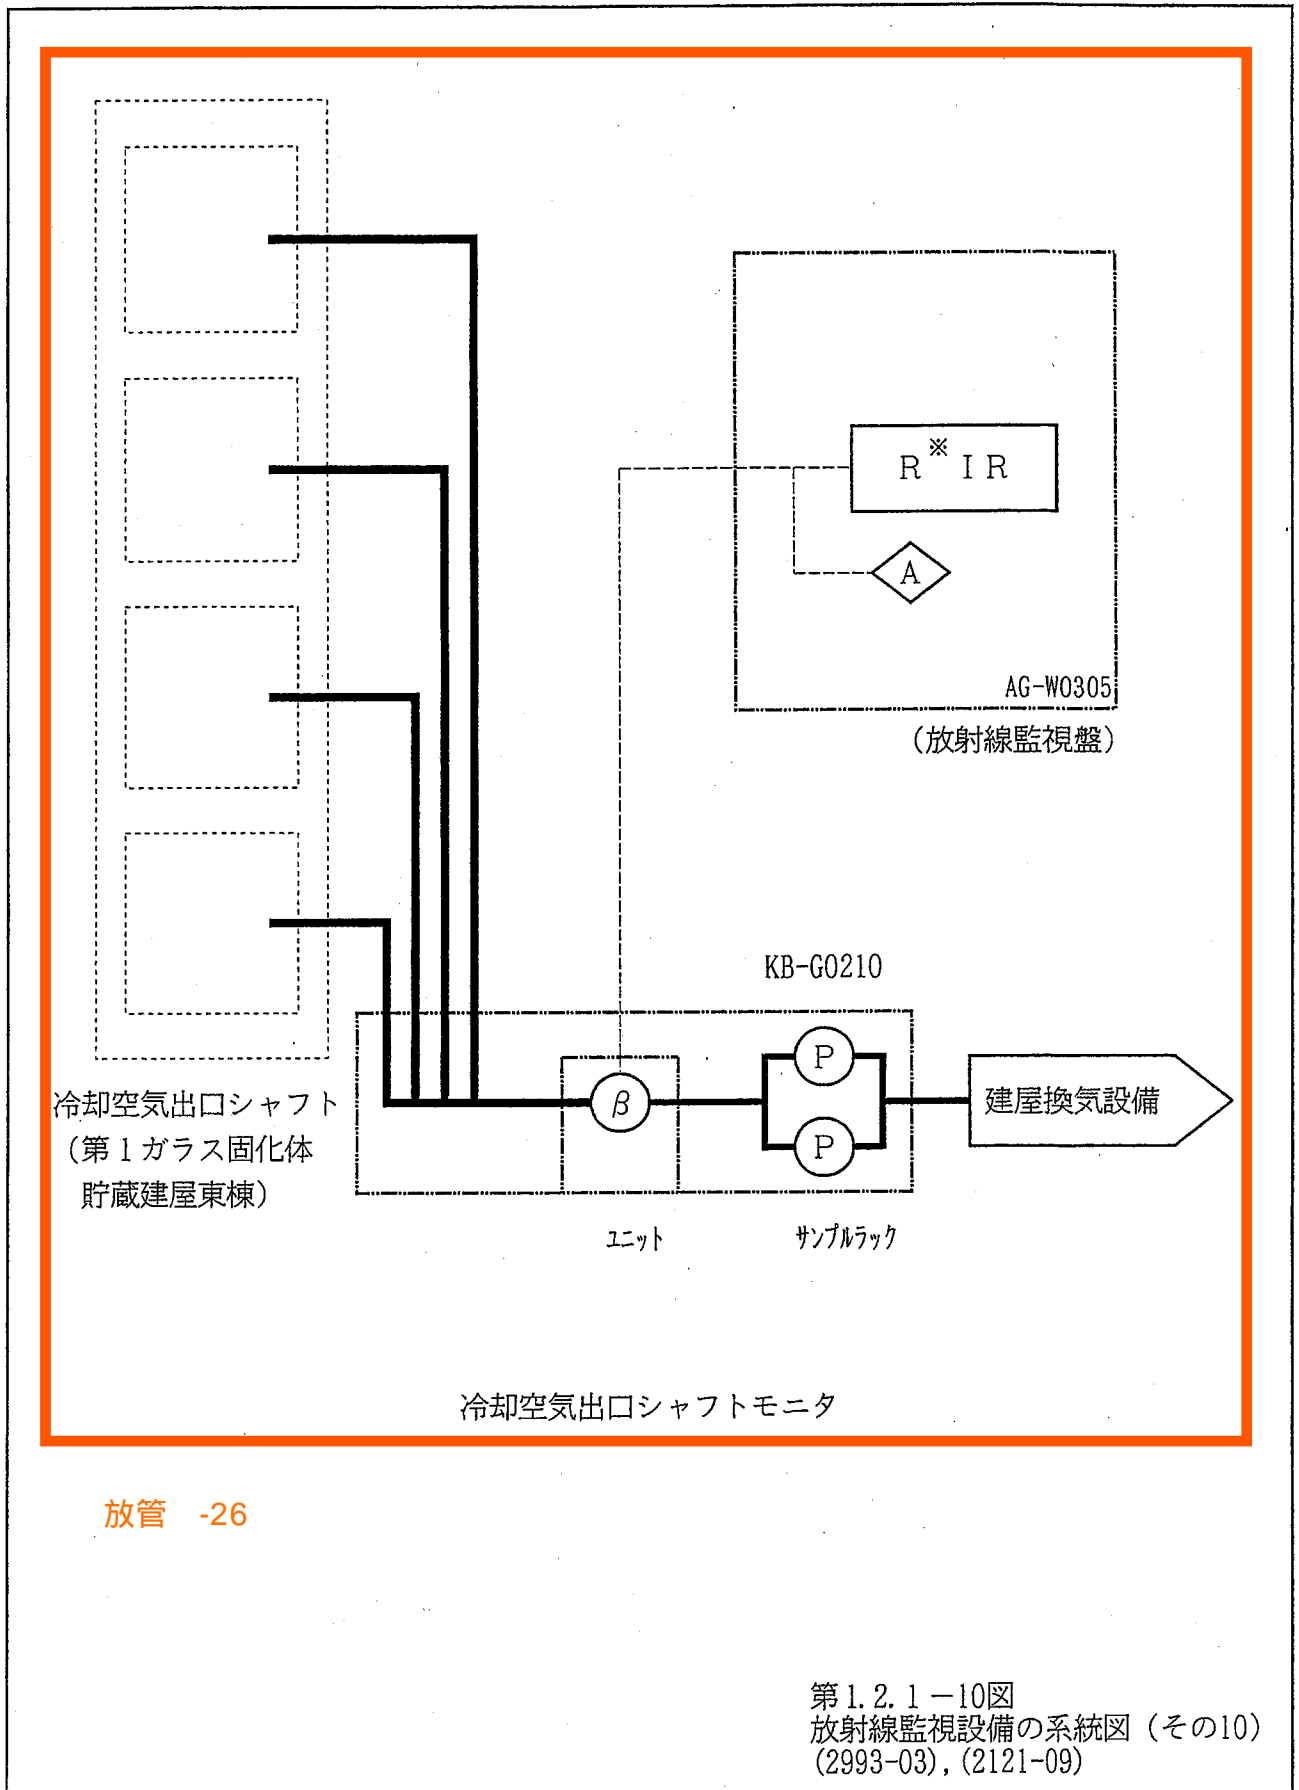 R※IR
A
AG-W0305
(放射線監視盤)
KB-G0210
P
β
P
建屋換気設備
冷却空気出口シャフト
(第1ガラス固化体
貯蔵建屋東棟)
ユニット
サンプルラック
冷却空気出口シャフトモニタ
放管 -26
第1.2.1-10図
放射線監視設備の系統図(その10)
(2993-03),(2121-09)